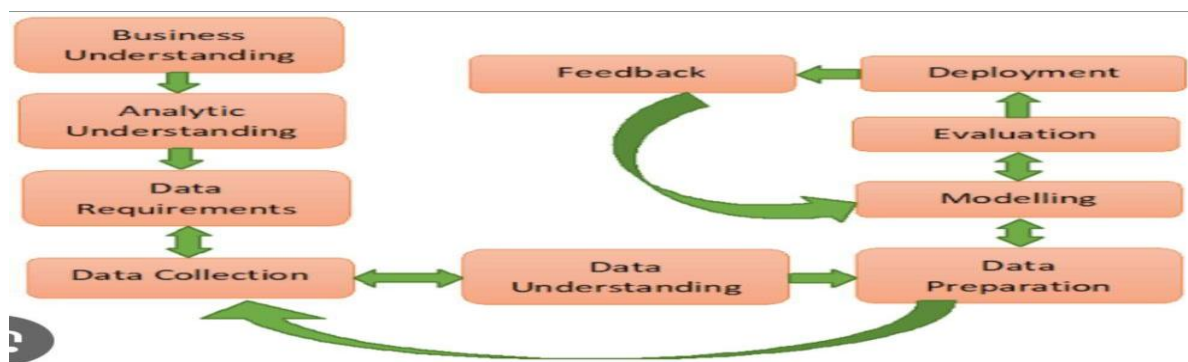 Business
Understanding
Analytic
Understanding
Data
Requirements
Data Collection
Data
Understanding
Data
Preparation
Modelling
Evaluation
Deployment
Feedback